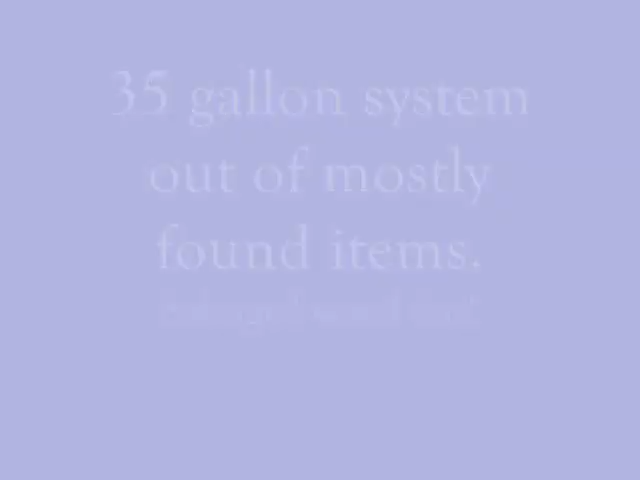 35 gallon system
out of mostly
found items.